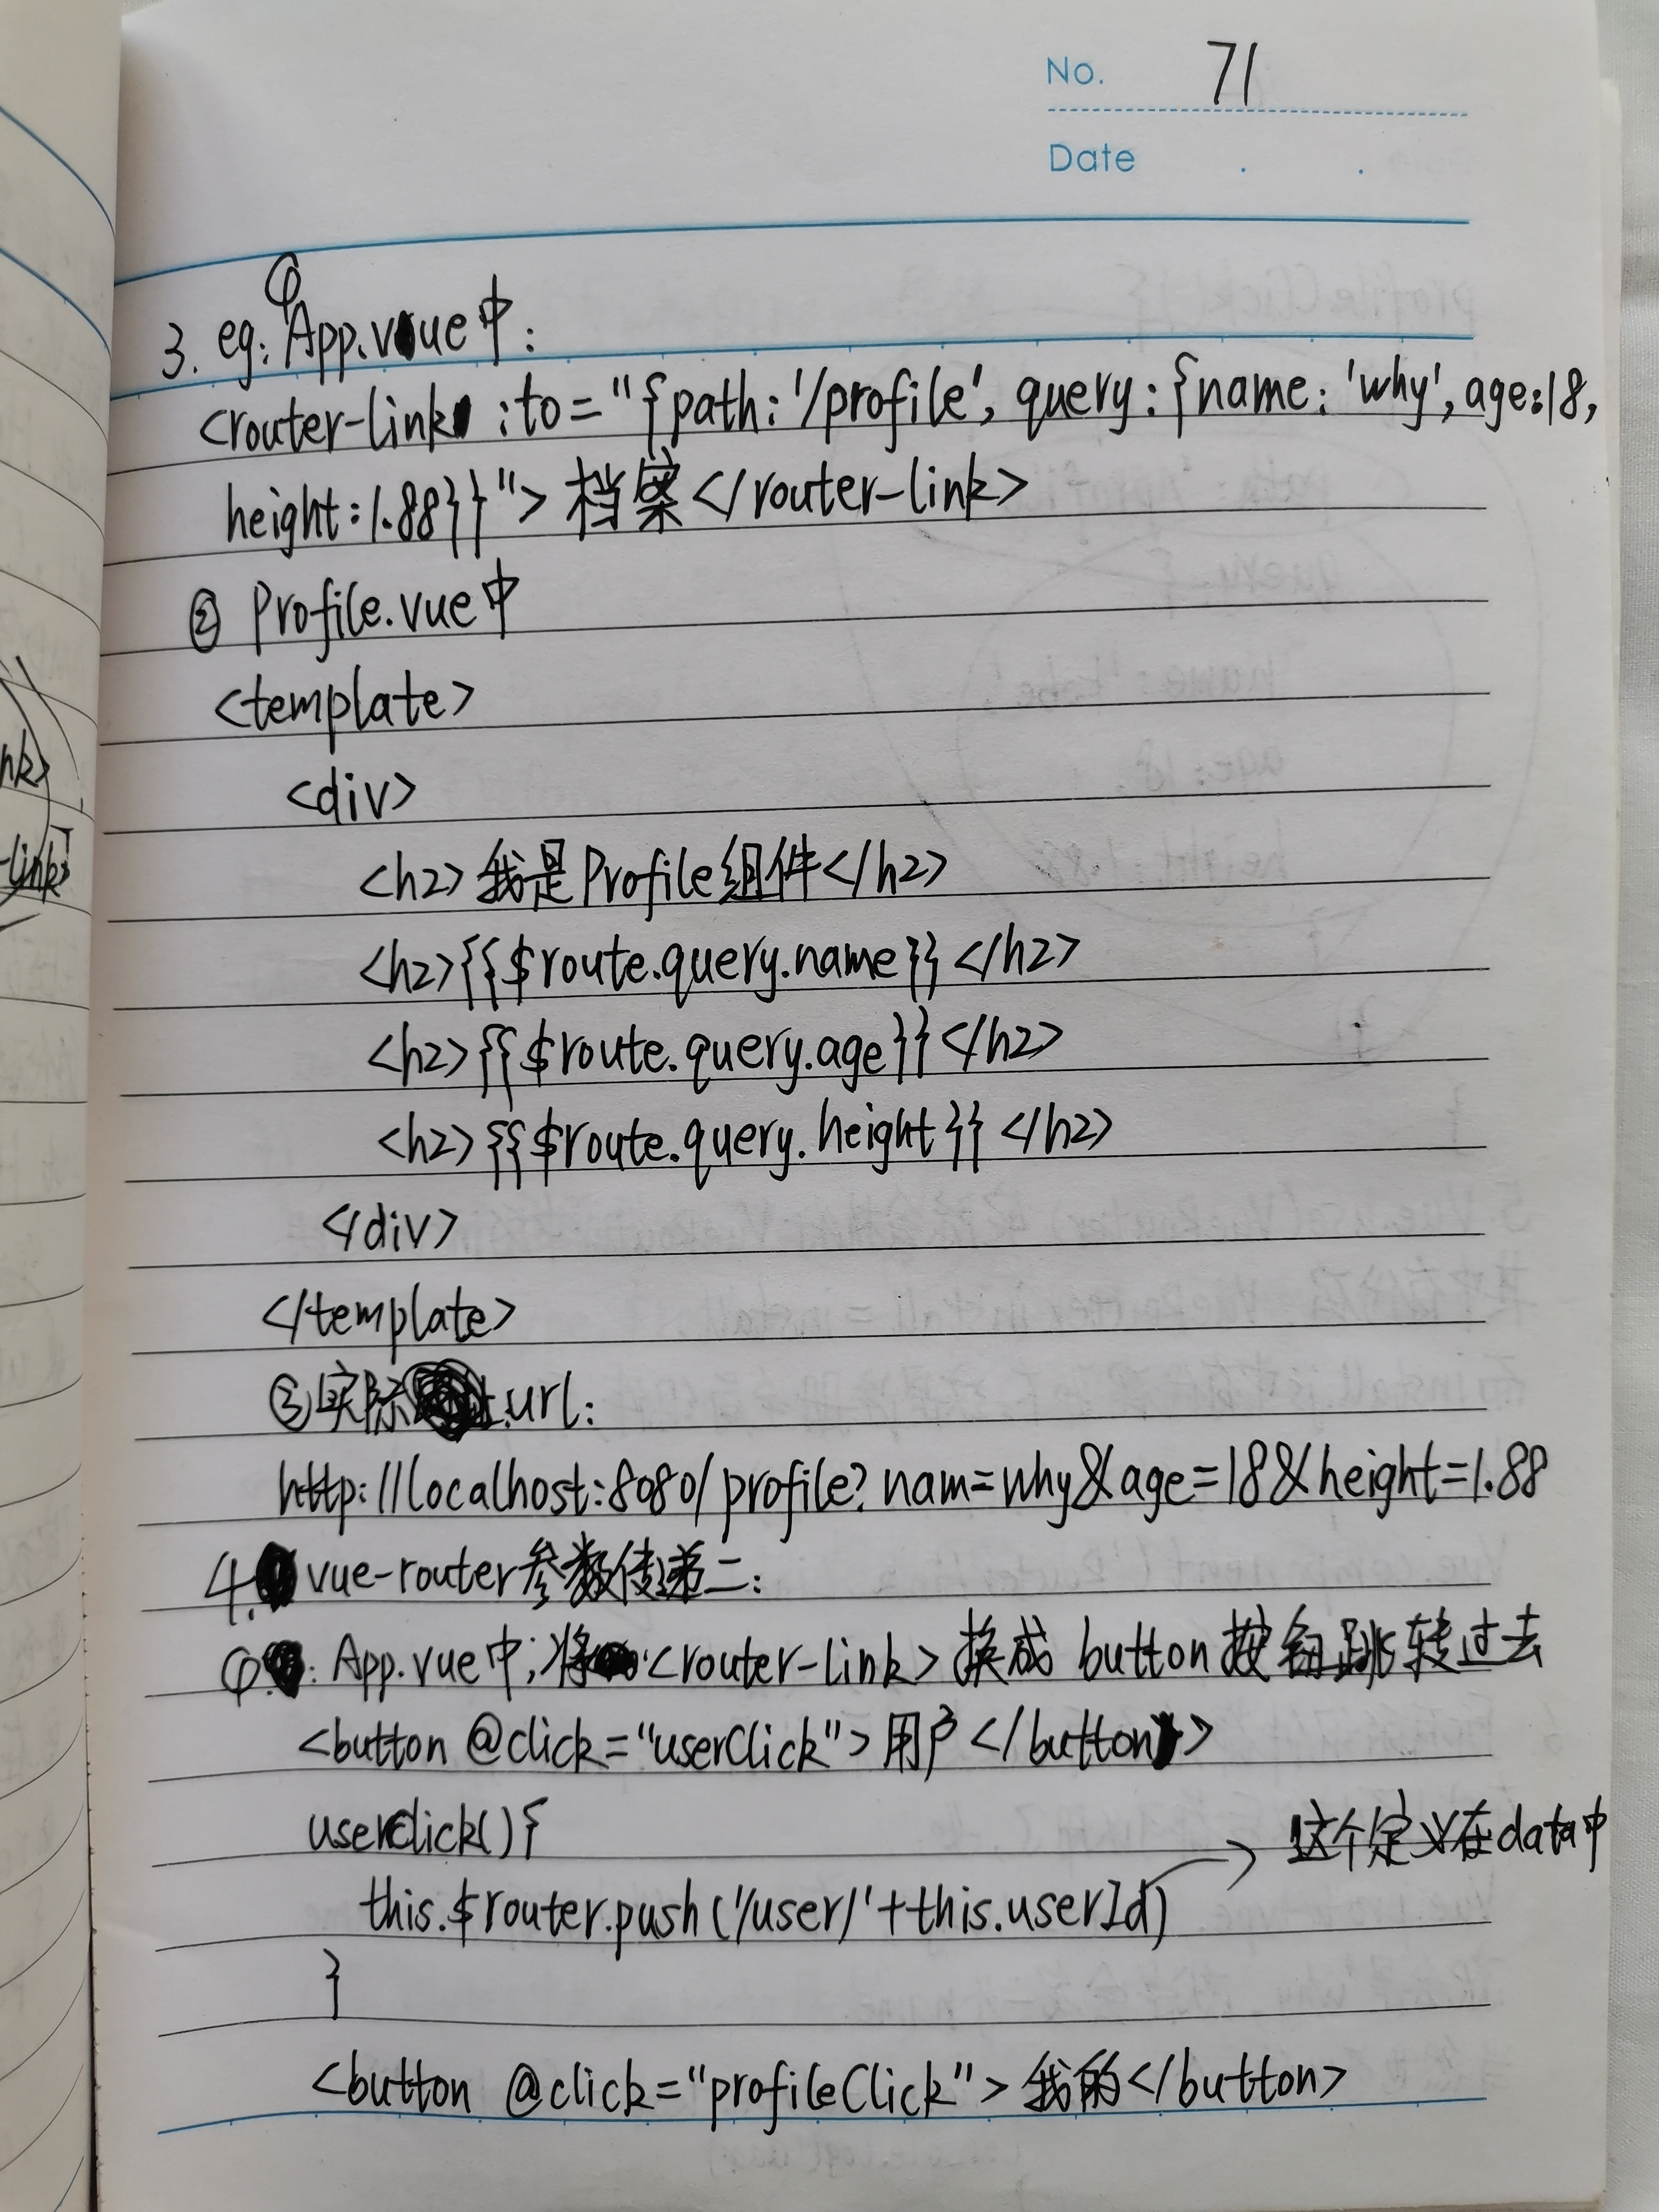 No. 71
Date . .
①
3. eg: App.vue中:
<router-link :to="{path:'/profile', query:{name:'why',age:18,
height:1.88}}">档案</router-link>
② Profile.vue中
<template>
<div>
<h2>我是Profile组件</h2>
<h2>{{$route.query.name}}</h2>
<h2>{{$route.query.age}}</h2>
<h2>{{$route.query.height}}</h2>
</div>
</template>
③实际url:
http://localhost:8080/profile?nam=why&age=18&height=1.88
4. vue-router参数传递二:
①: App.vue中;将<router-link>换成 button按钮跳转过去
<button @click="userClick">用户</button>
userclick(){
这个定义在data中
this.$router.push('/user/'+this.userId)
}
<button @click="profileClick">我的</button>
nk>
-link>